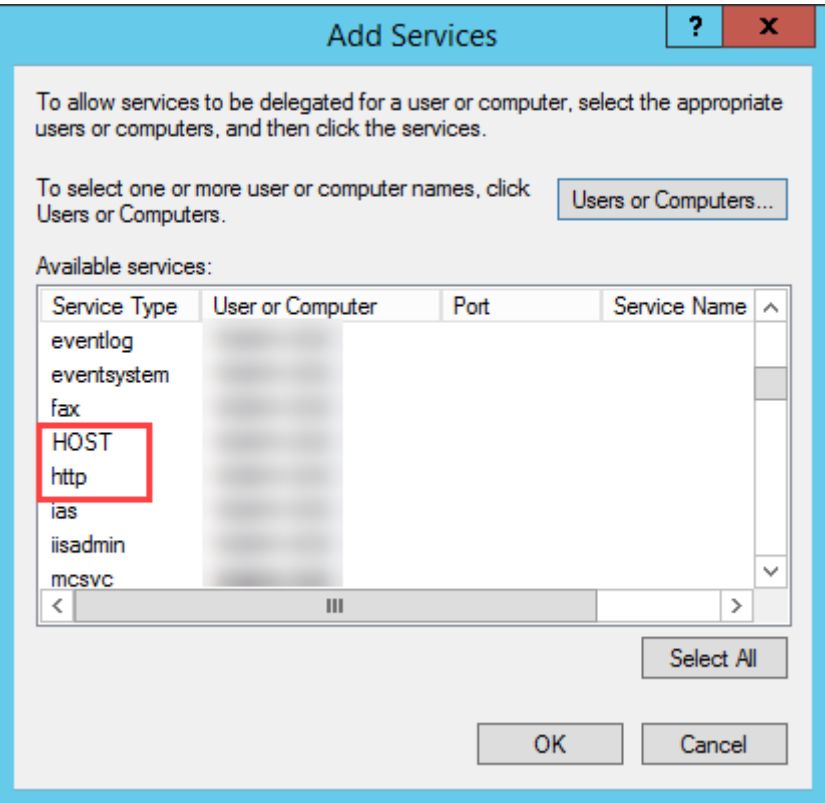 Add Services
?
x
To allow services to be delegated for a user or computer, select the appropriate
users or computers, and then click the services.
To select one or more user or computer names, click
Users or Computers.
Users or Computers...
Available services:
Service Type User or Computer Port Service Name
eventlog
eventsystem
fax
HOST
http
ias
iisadmin
mcsvc
Select All
OK Cancel